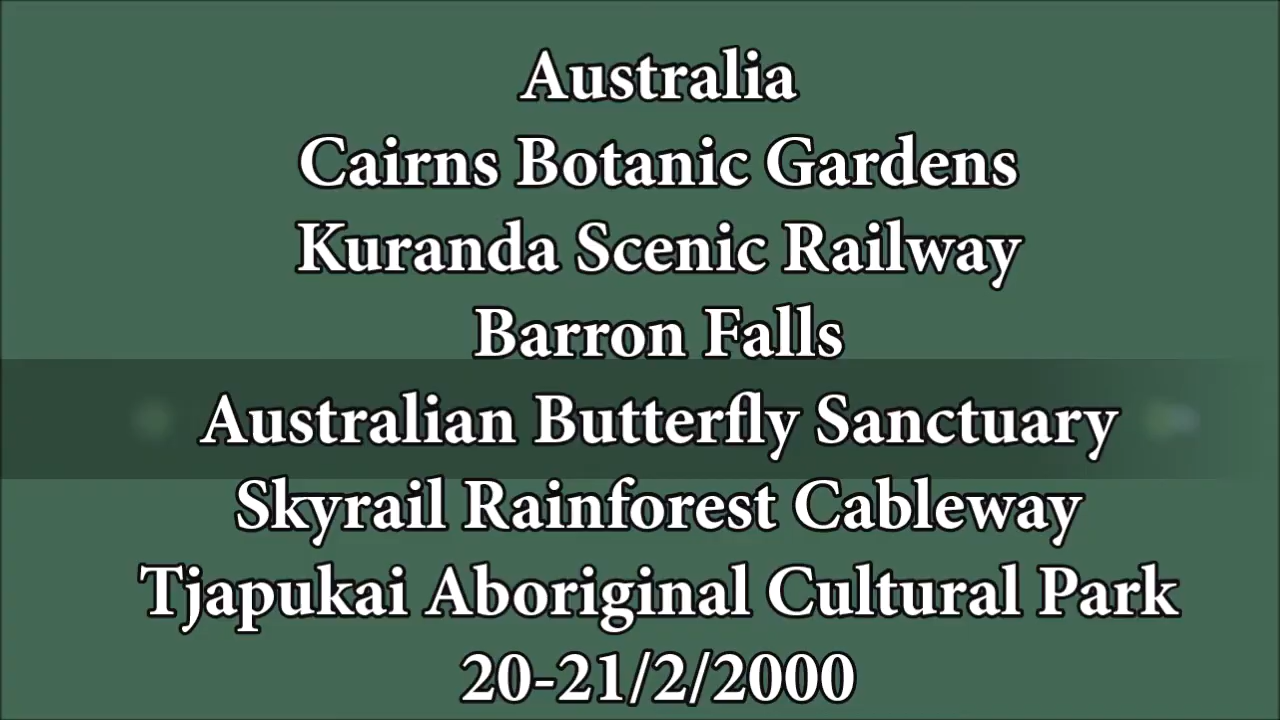 Australia
Cairns Botanic Gardens
Kuranda Scenic Railway
Barron Falls
Australian Butterfly Sanctuary
Skyrail Rainforest Cableway
Tjapukai Aboriginal Cultural Park
20-21/2/2000